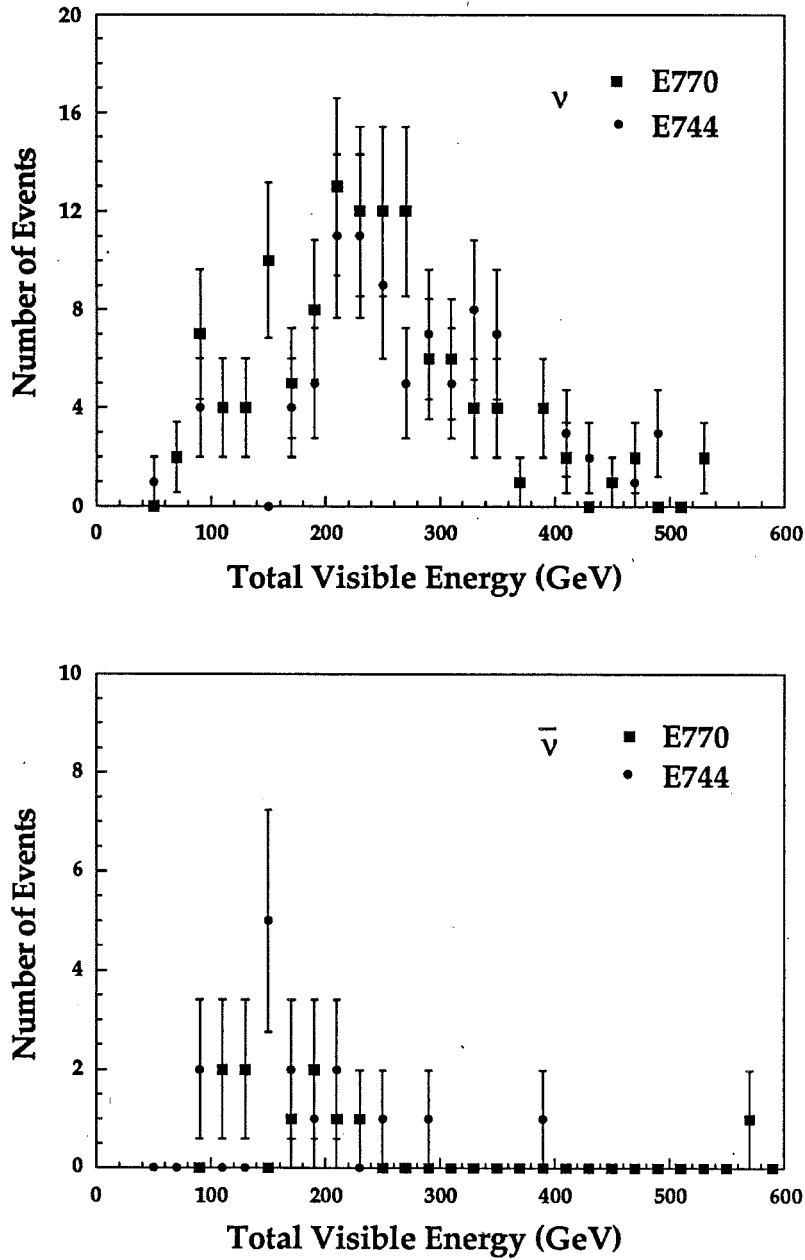 20
16
12
8
4
0
Number of Events
ν
E770
E744
0 100 200 300 400 500 600
Total Visible Energy (GeV)
10
8
6
4
2
0
Number of Events
ν̅
E770
E744
0 100 200 300 400 500 600
Total Visible Energy (GeV)